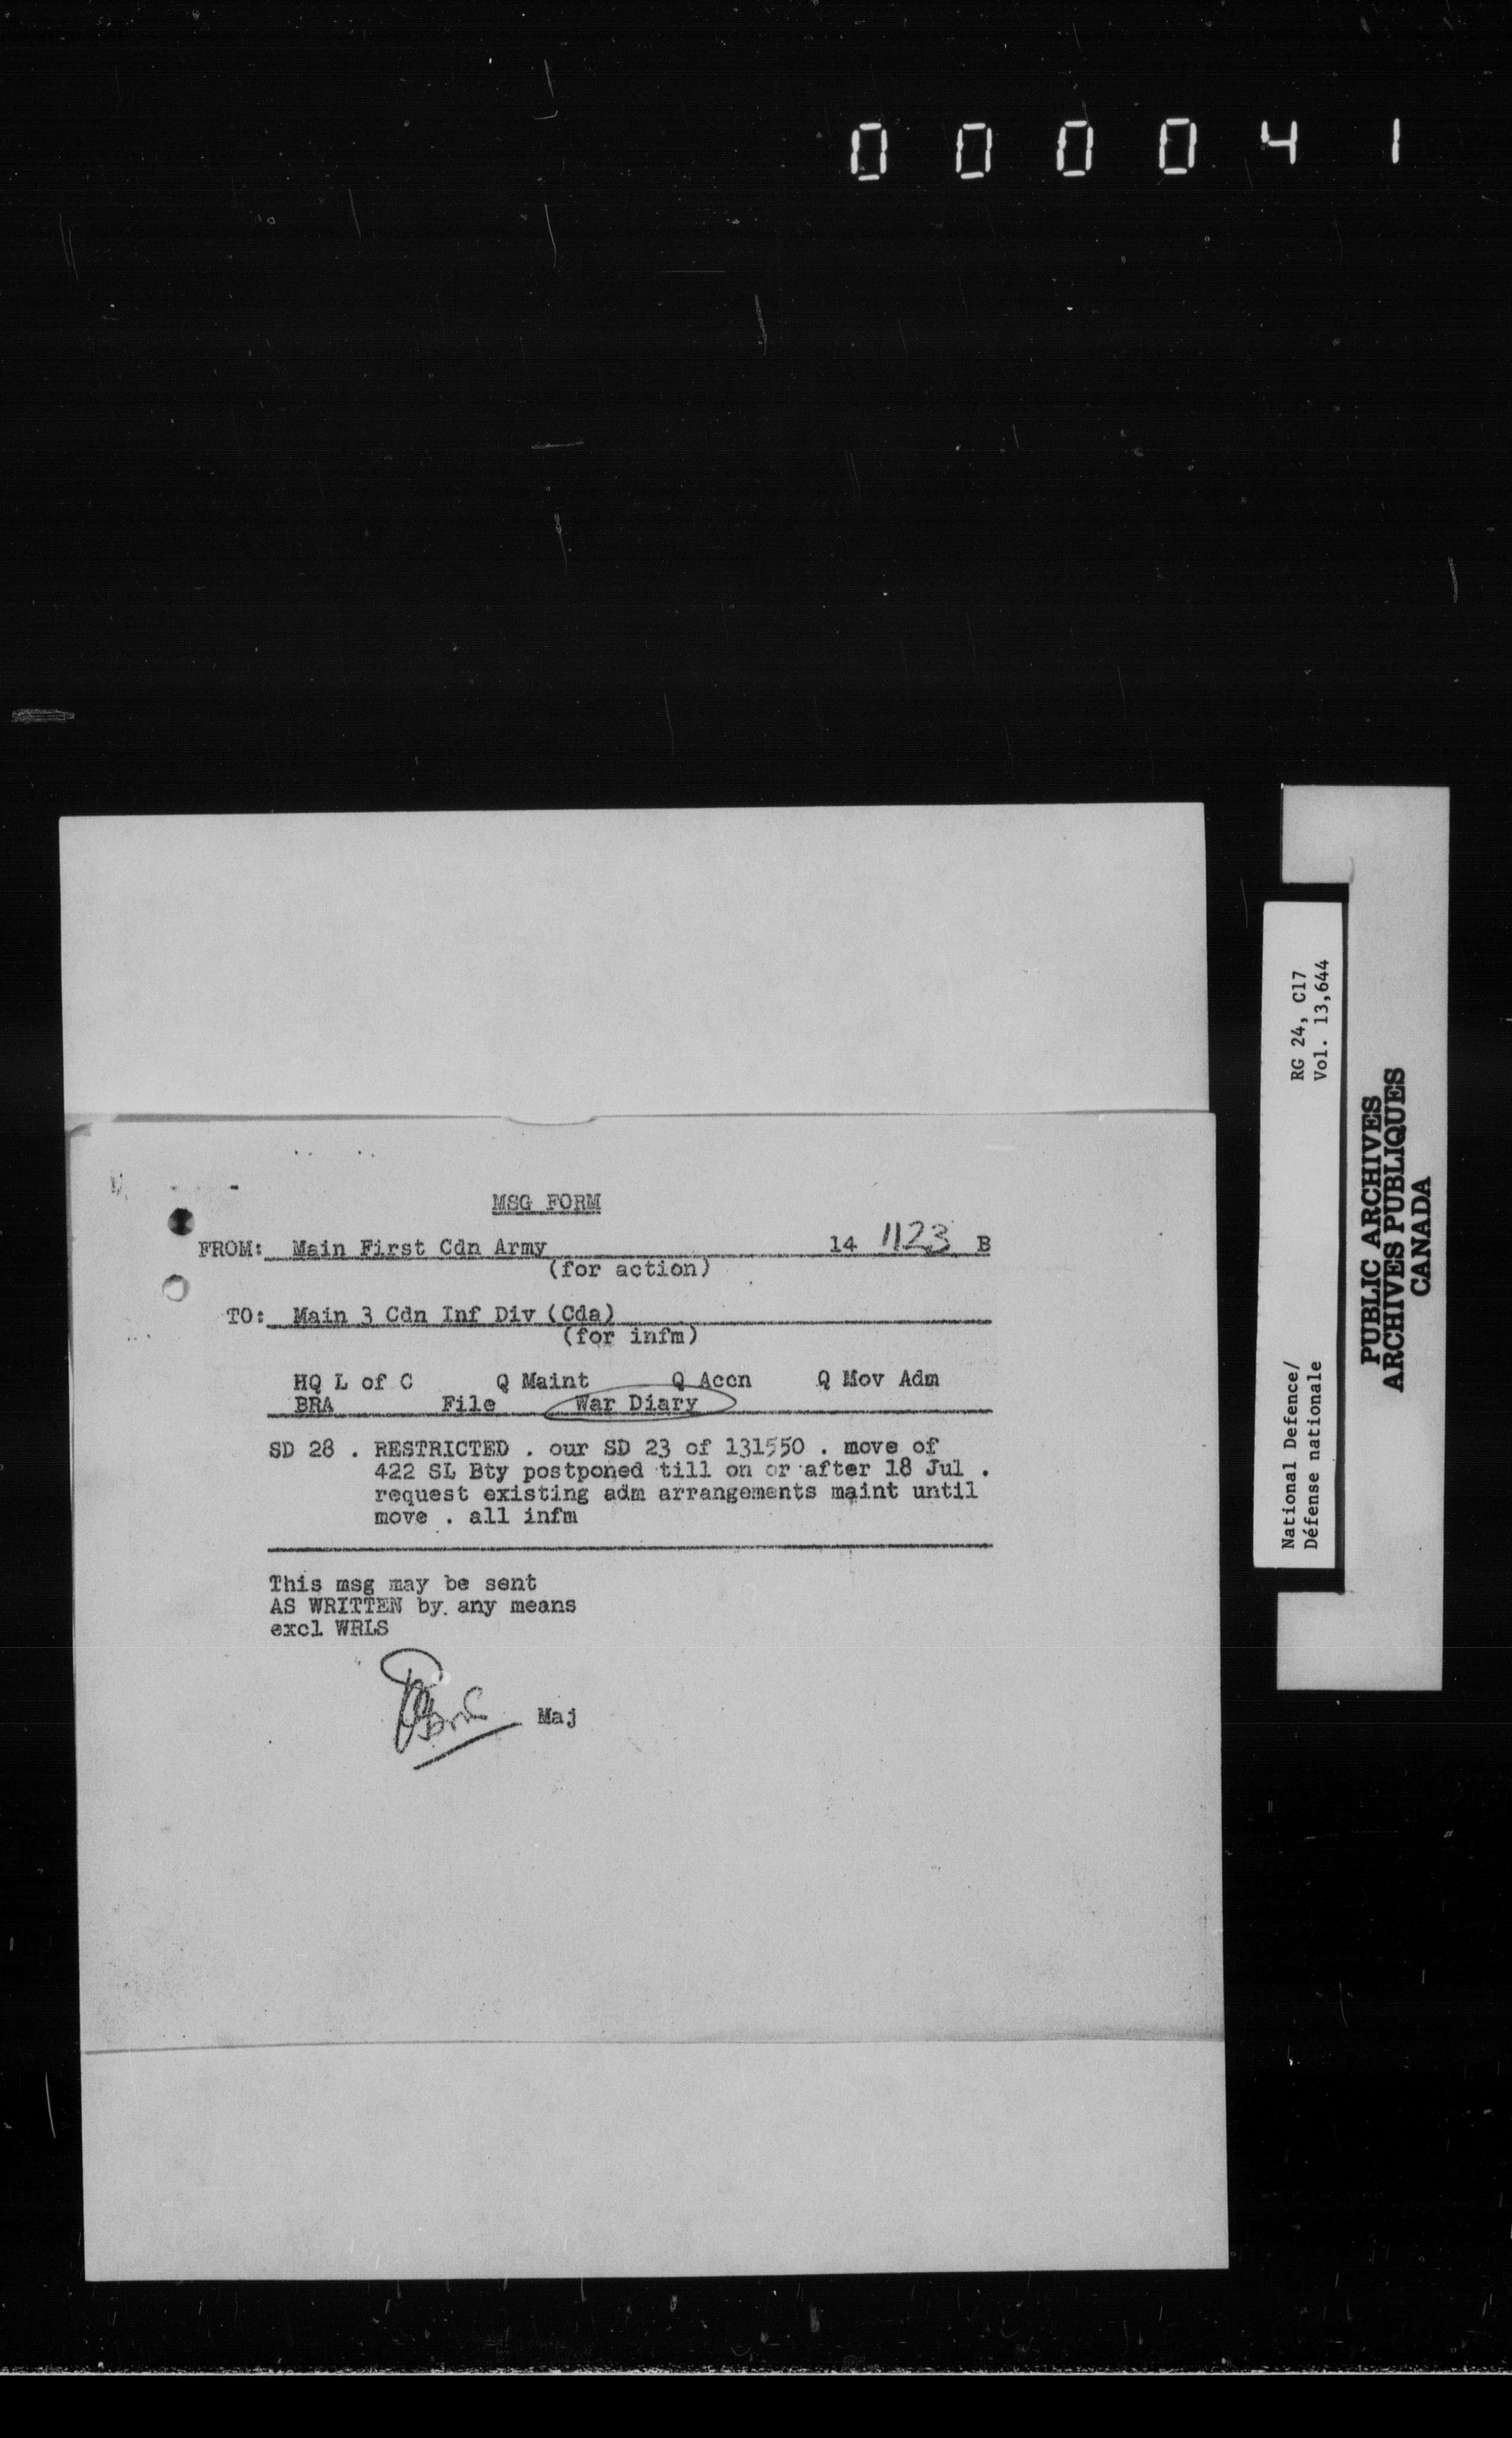 000041
MSG FORM
FROM: Main First Cdn Army 14 1123 B
(for action)
TO: Main 3 Cdn Inf Div (Cda)
(for infm)
HQ L of C Q Maint Q Accn Q Mov Adm
BRA File War Diary
SD 28 . RESTRICTED . our SD 23 of 131550 . move of
422 SL Bty postponed till on or after 18 Jul .
request existing adm arrangements maint until
move . all infm
This msg may be sent
AS WRITTEN by any means
excl WRLS
Maj
National Defence/ RG 24, C17
Défense nationale Vol. 13,644
PUBLIC ARCHIVES
ARCHIVES PUBLIQUES
CANADA